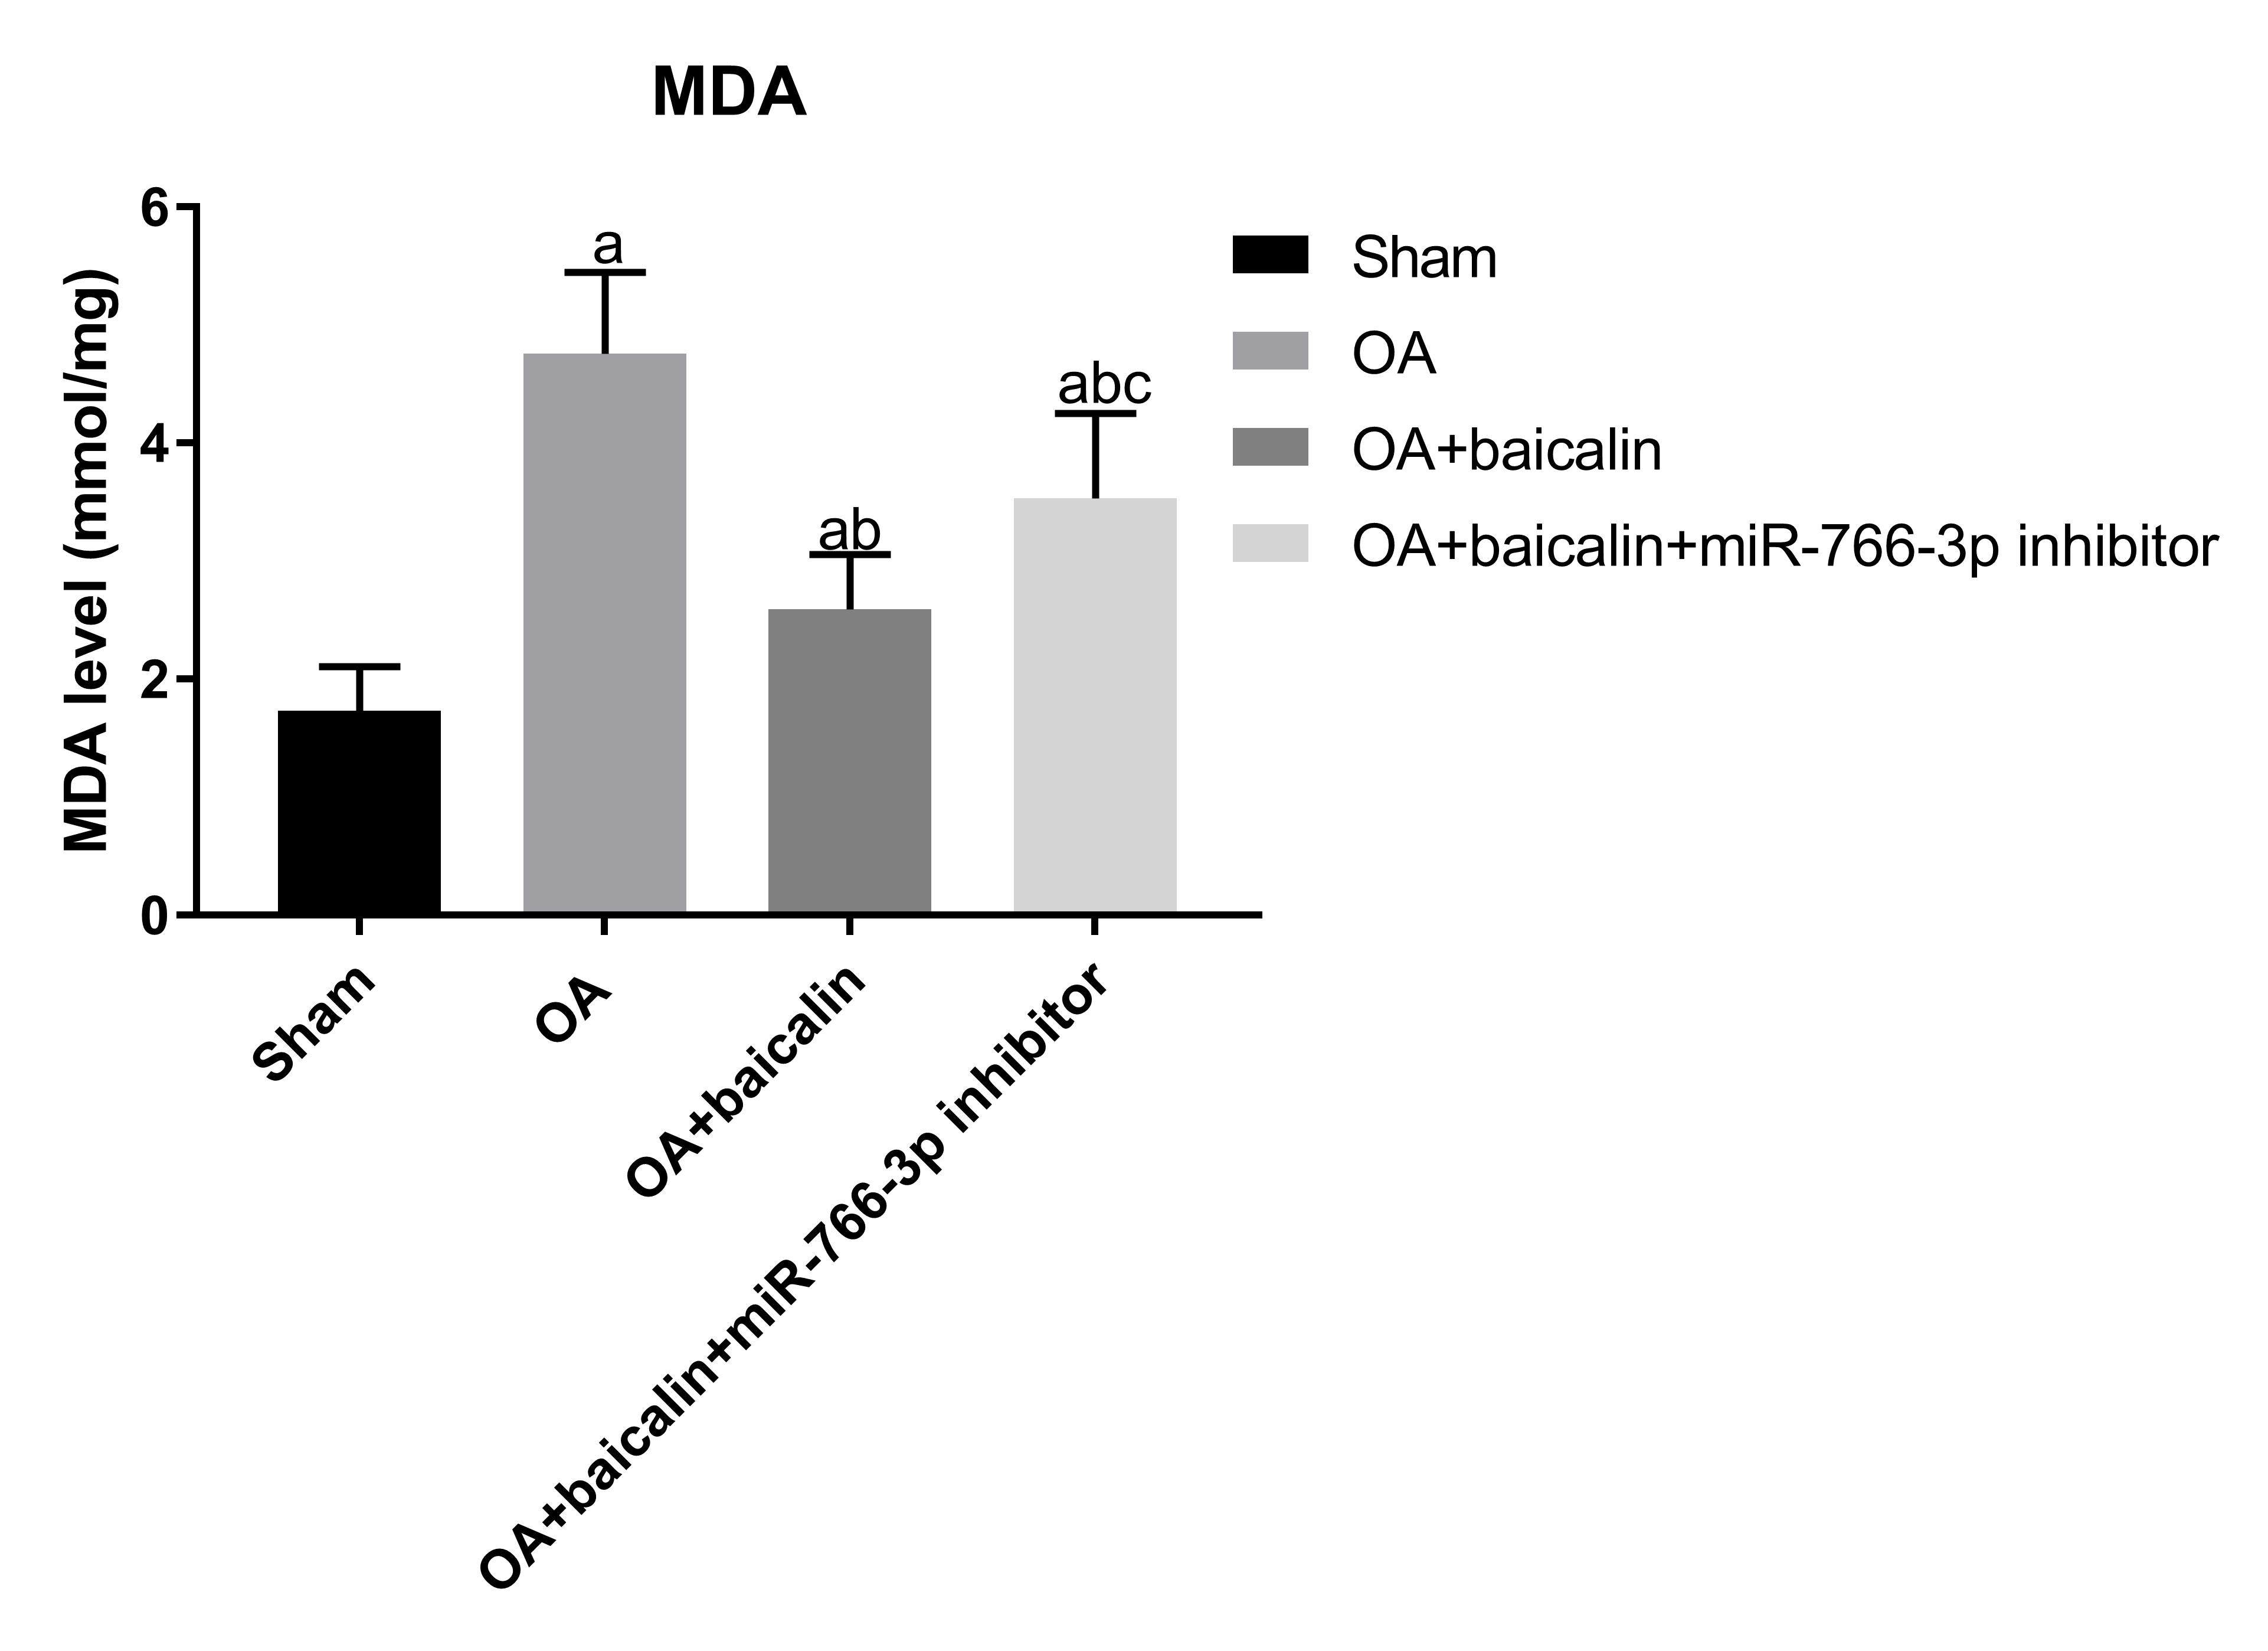 MDA
MDA level (mmol/mg)
6
4
2
0
a
ab
abc
Sham
OA
OA+baicalin
OA+baicalin+miR-766-3p inhibitor
Sham
OA
OA+baicalin
OA+baicalin+miR-766-3p inhibitor